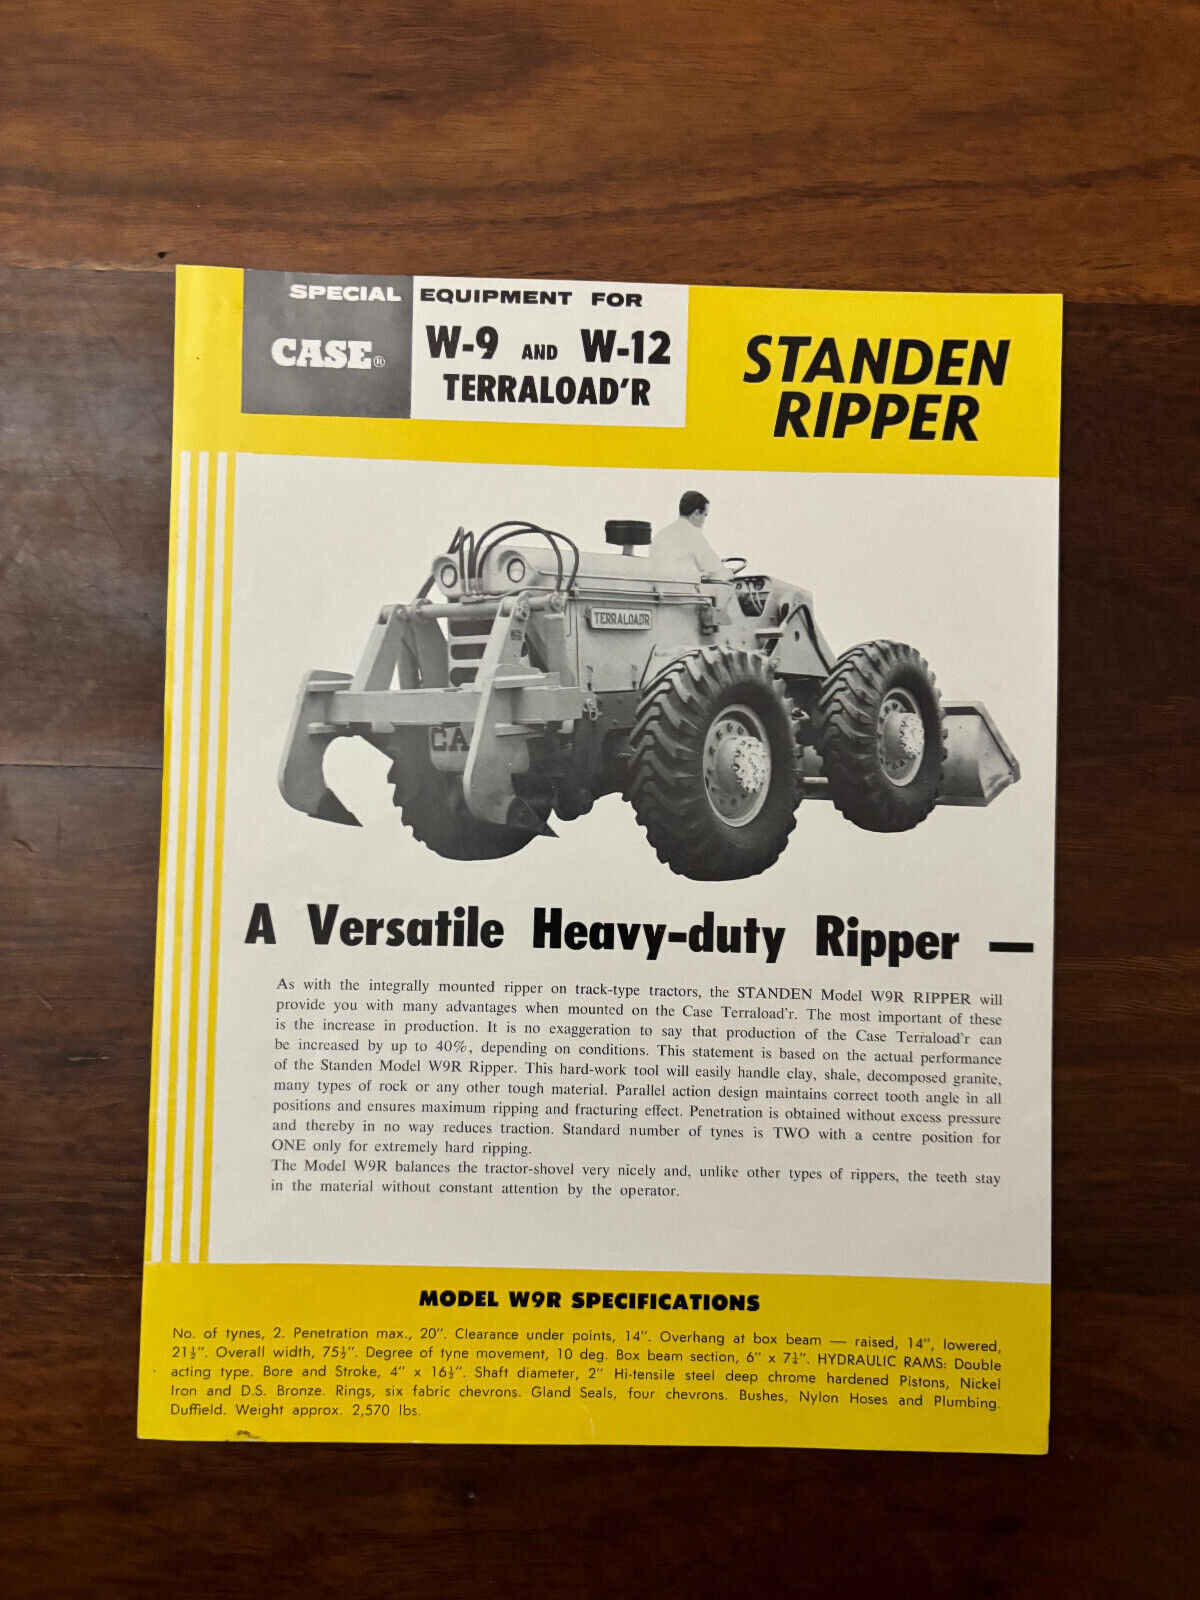 SPECIAL EQUIPMENT FOR
CASE®
W-9 AND W-12
TERRALOAD'R
STANDEN
RIPPER
TERRALOAD'R
CA
A Versatile Heavy-duty Ripper —
As with the integrally mounted ripper on track-type tractors, the STANDEN Model W9R RIPPER will
provide you with many advantages when mounted on the Case Terraload'r. The most important of these
is the increase in production. It is no exaggeration to say that production of the Case Terraload'r can
be increased by up to 40%, depending on conditions. This statement is based on the actual performance
of the Standen Model W9R Ripper. This hard-work tool will easily handle clay, shale, decomposed granite,
many types of rock or any other tough material. Parallel action design maintains correct tooth angle in all
positions and ensures maximum ripping and fracturing effect. Penetration is obtained without excess pressure
and thereby in no way reduces traction. Standard number of tynes is TWO with a centre position for
ONE only for extremely hard ripping.
The Model W9R balances the tractor-shovel very nicely and, unlike other types of rippers, the teeth stay
in the material without constant attention by the operator.
MODEL W9R SPECIFICATIONS
No. of tynes, 2. Penetration max., 20". Clearance under points, 14". Overhang at box beam — raised, 14", lowered,
21½". Overall width, 75½". Degree of tyne movement, 10 deg. Box beam section, 6" x 7¼". HYDRAULIC RAMS: Double
acting type. Bore and Stroke, 4" x 16½". Shaft diameter, 2" Hi-tensile steel deep chrome hardened Pistons, Nickel
Iron and D.S. Bronze. Rings, six fabric chevrons. Gland Seals, four chevrons. Bushes, Nylon Hoses and Plumbing.
Duffield. Weight approx. 2,570 lbs.